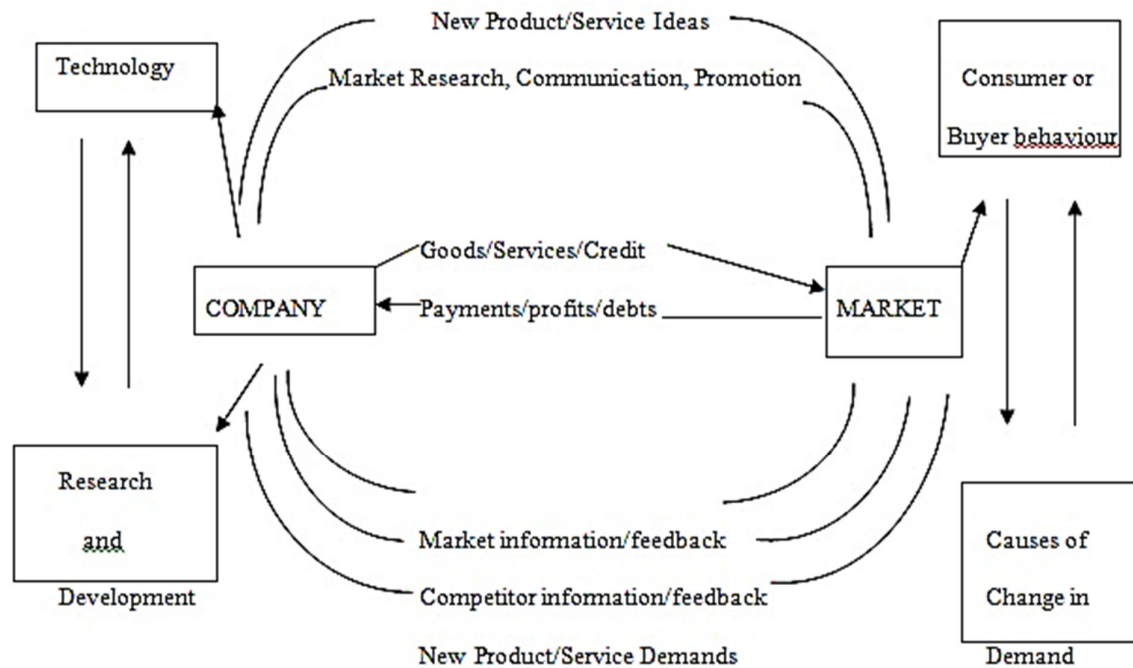 New Product/Service Ideas
Technology
Market Research, Communication, Promotion
Consumer or
Buyer behaviour
Goods/Services/Credit
COMPANY
Payments/profits/debts
MARKET
Research
and
Development
Market information/feedback
Competitor information/feedback
New Product/Service Demands
Causes of
Change in
Demand